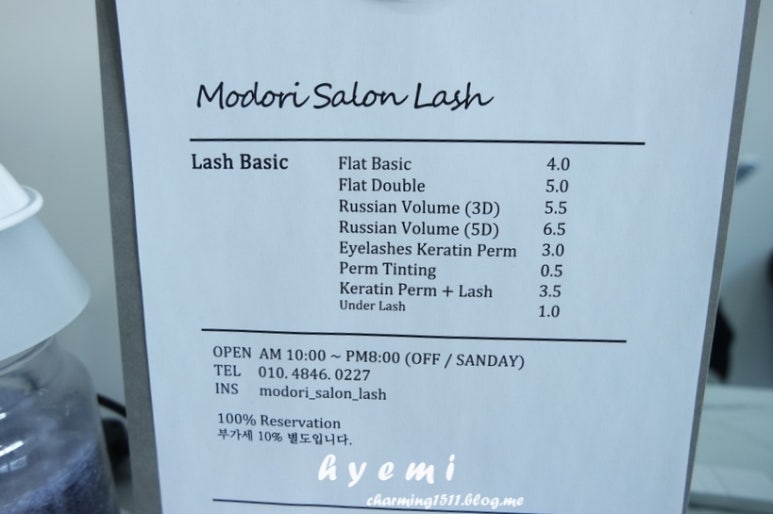 Modori Salon Lash
Lash Basic
Flat Basic 4.0
Flat Double 5.0
Russian Volume (3D) 5.5
Russian Volume (5D) 6.5
Eyelashes Keratin Perm 3.0
Perm Tinting 0.5
Keratin Perm + Lash 3.5
Under Lash 1.0
OPEN AM 10:00 ~ PM8:00 (OFF / SANDAY)
TEL 010. 4846. 0227
INS modori_salon_lash
100% Reservation
부가세 10% 별도입니다.
hyemi
charming1511.blog.me